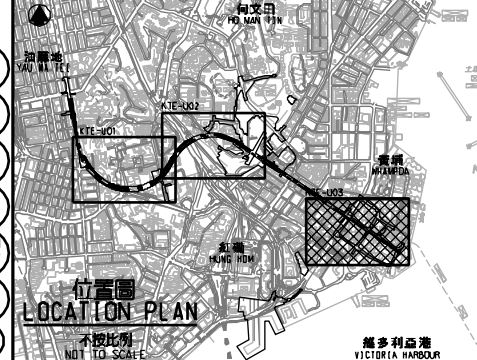 何文田
HO MAN TIN
油麻地
YAU MA TEI
KTE-U02
KTE-U01
黃埔
WHAMPOA
KTE-U03
紅磡
HUNG HOM
位置圖
LOCATION PLAN
不按比例
NOT TO SCALE
維多利亞港
VICTORIA HARBOUR